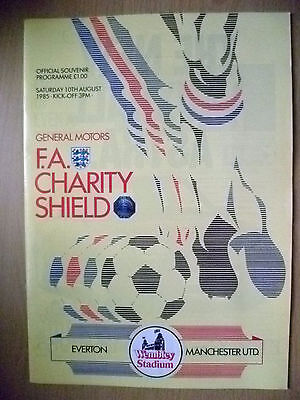 OFFICIAL SOUVENIR
PROGRAMME £1.00
SATURDAY 10TH AUGUST
1985·KICK-OFF 3PM
GENERAL MOTORS
F.A.
CHARITY
SHIELD
EVERTON
Wembley
Stadium
MANCHESTER UTD.